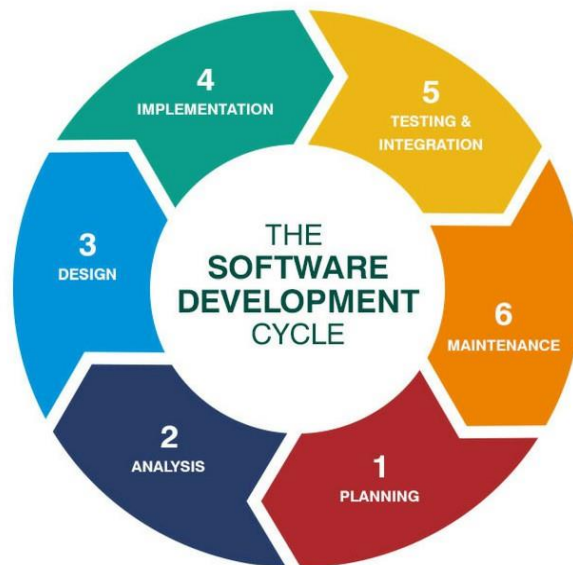 THE
SOFTWARE
DEVELOPMENT
CYCLE
1
PLANNING
2
ANALYSIS
3
DESIGN
4
IMPLEMENTATION
5
TESTING &
INTEGRATION
6
MAINTENANCE